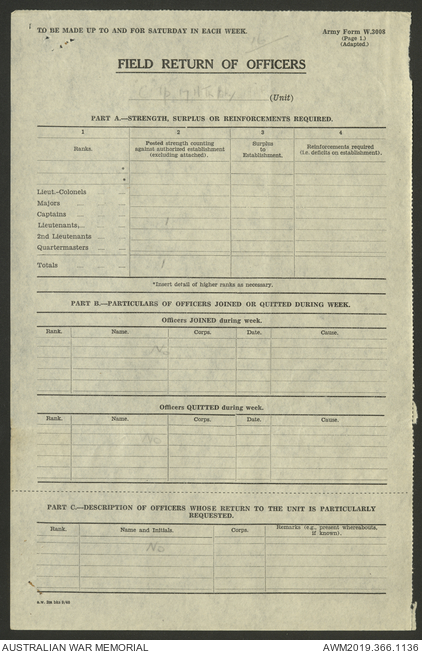 TO BE MADE UP TO AND FOR SATURDAY IN EACH WEEK.
Army Form W.3008
(Page 1.)
(Adapted.)
FIELD RETURN OF OFFICERS
(Unit)
PART A.—STRENGTH, SURPLUS OR REINFORCEMENTS REQUIRED.
1 2 3 4
Ranks. Posted strength counting against authorized establishment (excluding attached). Surplus to Establishment. Reinforcements required (i.e. deficits on establishment).
*
*
Lieut.-Colonels
Majors
Captains
Lieutenants,.. 1
2nd Lieutenants
Quartermasters
Totals 1
*Insert detail of higher ranks as necessary.
PART B.—PARTICULARS OF OFFICERS JOINED OR QUITTED DURING WEEK.
Officers JOINED during week.
Rank. Name. Corps. Date. Cause.
No
Officers QUITTED during week.
Rank. Name. Corps. Date. Cause.
No
PART C.—DESCRIPTION OF OFFICERS WHOSE RETURN TO THE UNIT IS PARTICULARLY
REQUESTED.
Rank. Name and Initials. Corps. Remarks (e.g., present whereabouts, if known).
No
AUSTRALIAN WAR MEMORIAL AWM2019.366.1136